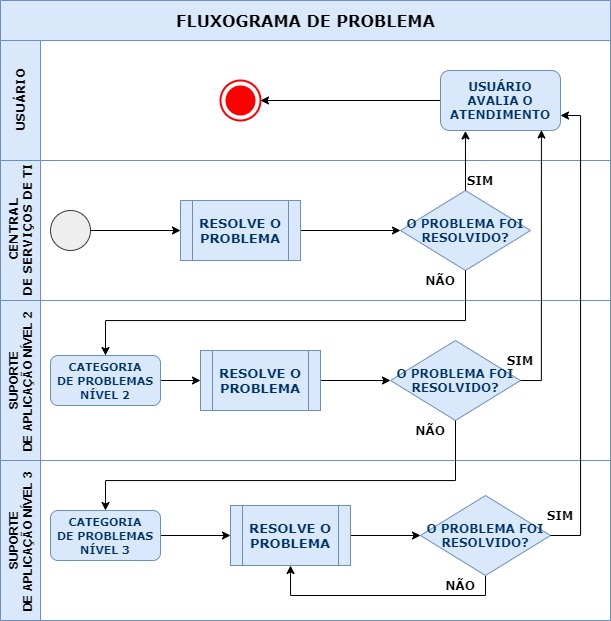 FLUXOGRAMA DE PROBLEMA
USUÁRIO
USUÁRIO
AVALIA O
ATENDIMENTO
CENTRAL
DE SERVIÇOS DE TI
RESOLVE O
PROBLEMA
O PROBLEMA FOI
RESOLVIDO?
SIM
NÃO
SUPORTE
DE APLICAÇÃO NÍVEL 2
CATEGORIA
DE PROBLEMAS
NÍVEL 2
RESOLVE O
PROBLEMA
O PROBLEMA FOI
RESOLVIDO?
SIM
NÃO
SUPORTE
DE APLICAÇÃO NÍVEL 3
CATEGORIA
DE PROBLEMAS
NÍVEL 3
RESOLVE O
PROBLEMA
O PROBLEMA FOI
RESOLVIDO?
SIM
NÃO